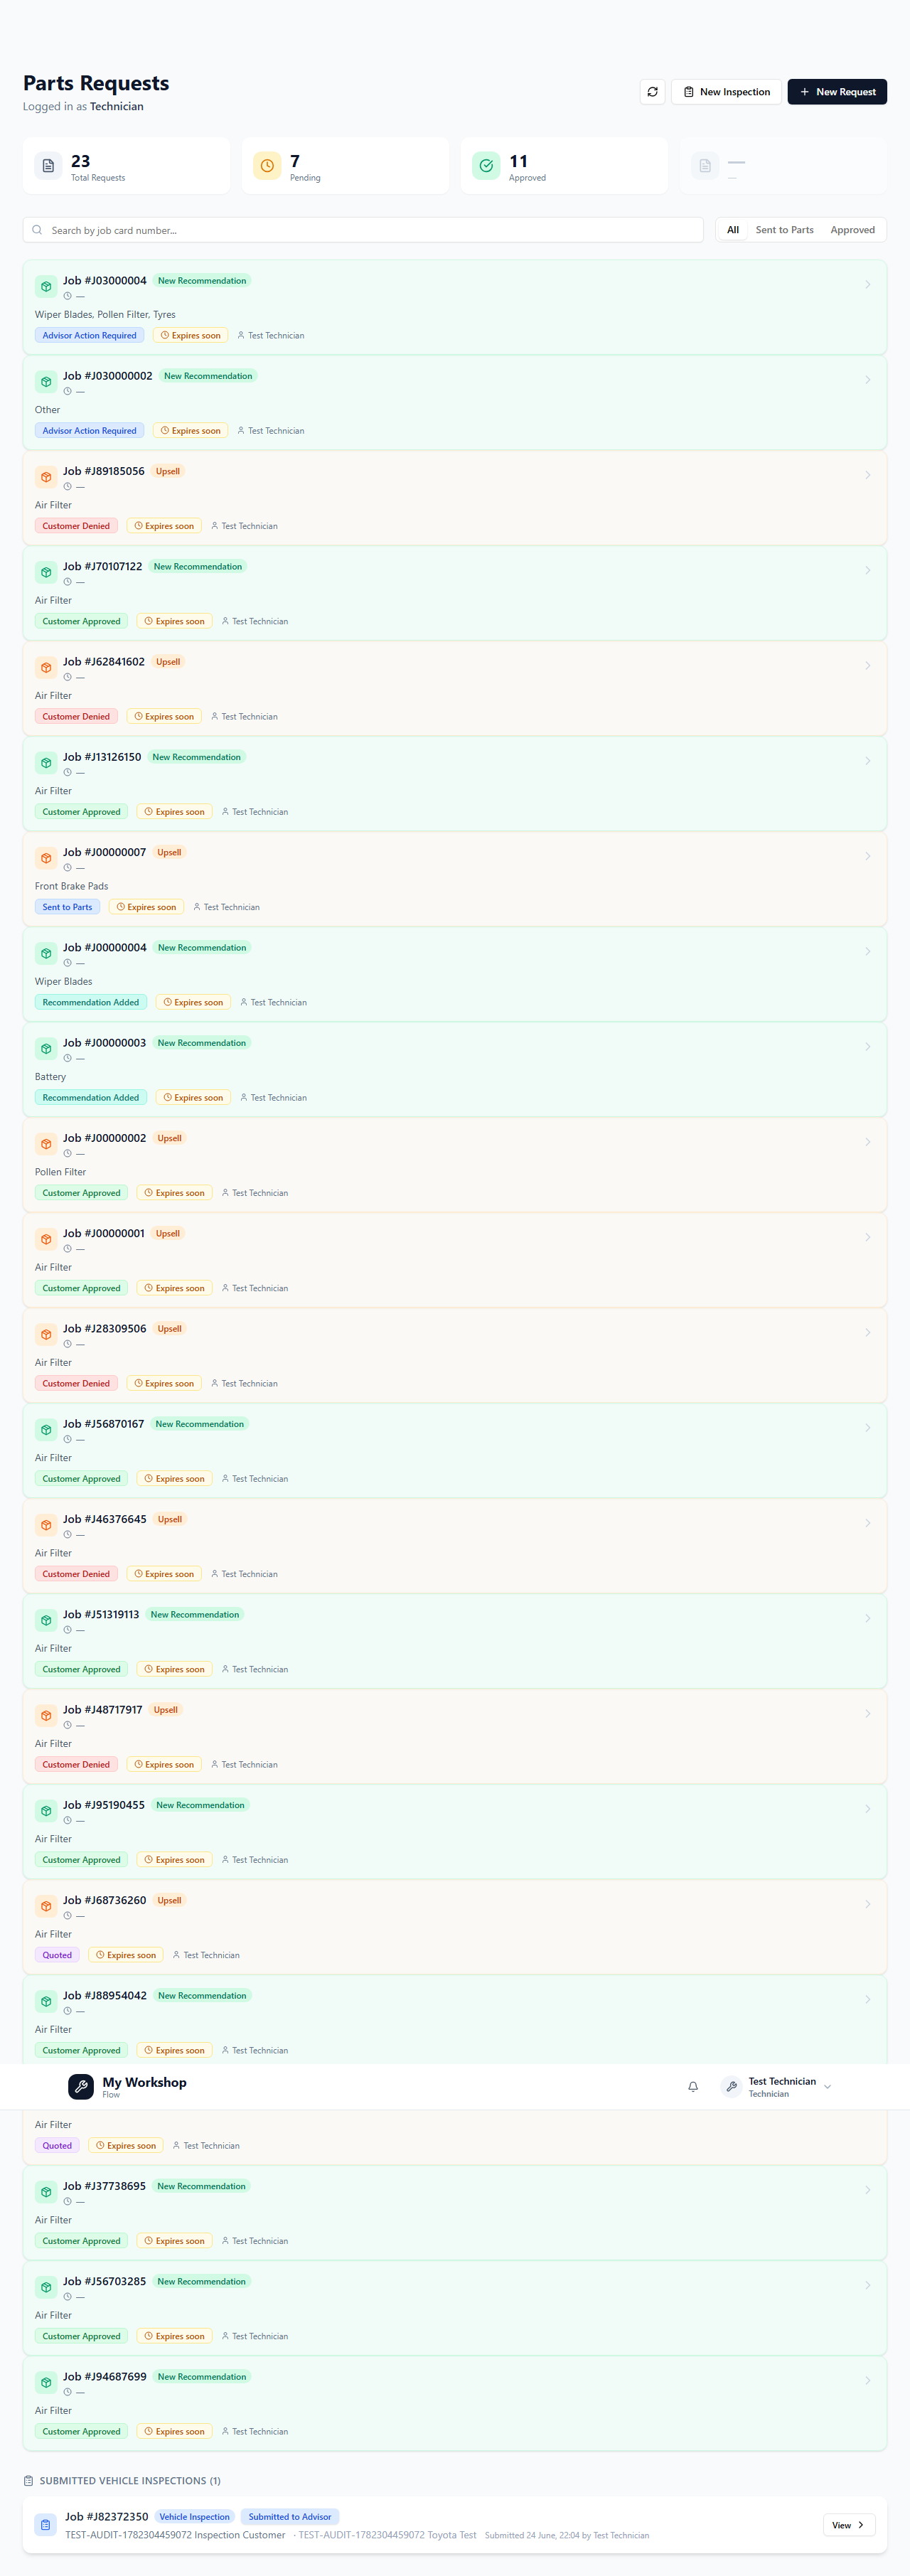 Parts Requests
Logged in as Technician
New Inspection
New Request
23
Total Requests
7
Pending
11
Approved
—
—
Search by job card number...
All
Sent to Parts
Approved
Job #J03000004 New Recommendation
—
Wiper Blades, Pollen Filter, Tyres
Advisor Action Required Expires soon Test Technician
Job #J030000002 New Recommendation
—
Other
Advisor Action Required Expires soon Test Technician
Job #J89185056 Upsell
—
Air Filter
Customer Denied Expires soon Test Technician
Job #J70107122 New Recommendation
—
Air Filter
Customer Approved Expires soon Test Technician
Job #J62841602 Upsell
—
Air Filter
Customer Denied Expires soon Test Technician
Job #J13126150 New Recommendation
—
Air Filter
Customer Approved Expires soon Test Technician
Job #J00000007 Upsell
—
Front Brake Pads
Sent to Parts Expires soon Test Technician
Job #J00000004 New Recommendation
—
Wiper Blades
Recommendation Added Expires soon Test Technician
Job #J00000003 New Recommendation
—
Battery
Recommendation Added Expires soon Test Technician
Job #J00000002 Upsell
—
Pollen Filter
Customer Approved Expires soon Test Technician
Job #J00000001 Upsell
—
Air Filter
Customer Approved Expires soon Test Technician
Job #J28309506 Upsell
—
Air Filter
Customer Denied Expires soon Test Technician
Job #J56870167 New Recommendation
—
Air Filter
Customer Approved Expires soon Test Technician
Job #J46376645 Upsell
—
Air Filter
Customer Denied Expires soon Test Technician
Job #J51319113 New Recommendation
—
Air Filter
Customer Approved Expires soon Test Technician
Job #J48717917 Upsell
—
Air Filter
Customer Denied Expires soon Test Technician
Job #J95190455 New Recommendation
—
Air Filter
Customer Approved Expires soon Test Technician
Job #J68736260 Upsell
—
Air Filter
Quoted Expires soon Test Technician
Job #J88954042 New Recommendation
—
Air Filter
Customer Approved Expires soon Test Technician
My Workshop
Flow
Test Technician
Technician
Air Filter
Quoted Expires soon Test Technician
Job #J37738695 New Recommendation
—
Air Filter
Customer Approved Expires soon Test Technician
Job #J56703285 New Recommendation
—
Air Filter
Customer Approved Expires soon Test Technician
Job #J94687699 New Recommendation
—
Air Filter
Customer Approved Expires soon Test Technician
SUBMITTED VEHICLE INSPECTIONS (1)
Job #J82372350 Vehicle Inspection Submitted to Advisor
TEST-AUDIT-1782304459072 Inspection Customer · TEST-AUDIT-1782304459072 Toyota Test Submitted 24 June, 22:04 by Test Technician
View